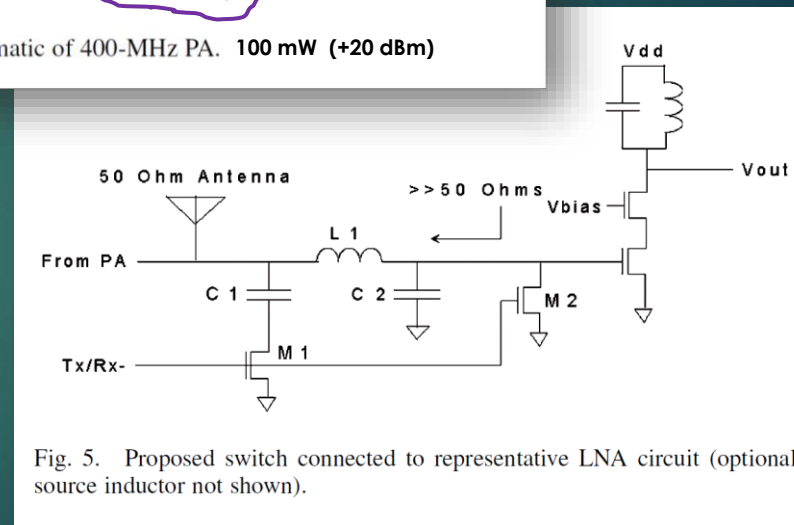 matic of 400-MHz PA. 100 mW (+20 dBm)
Vdd
Vout
50 Ohm Antenna
>>50 Ohms
Vbias
L 1
From PA
C 1
C 2
M 2
M 1
Tx/Rx-
Fig. 5. Proposed switch connected to representative LNA circuit (optional
source inductor not shown).